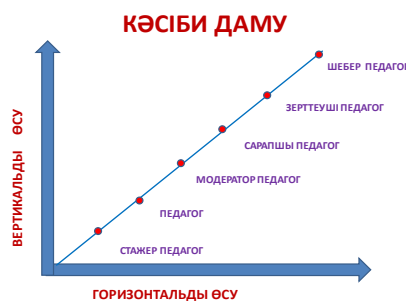 КӘСІБИ ДАМУ
ШЕБЕР ПЕДАГОГ
ЗЕРТТЕУШІ ПЕДАГОГ
САРАПШЫ ПЕДАГОГ
МОДЕРАТОР ПЕДАГОГ
ПЕДАГОГ
СТАЖЕР ПЕДАГОГ
ВЕРТИКАЛЬДЫ ӨСУ
ГОРИЗОНТАЛЬДЫ ӨСУ